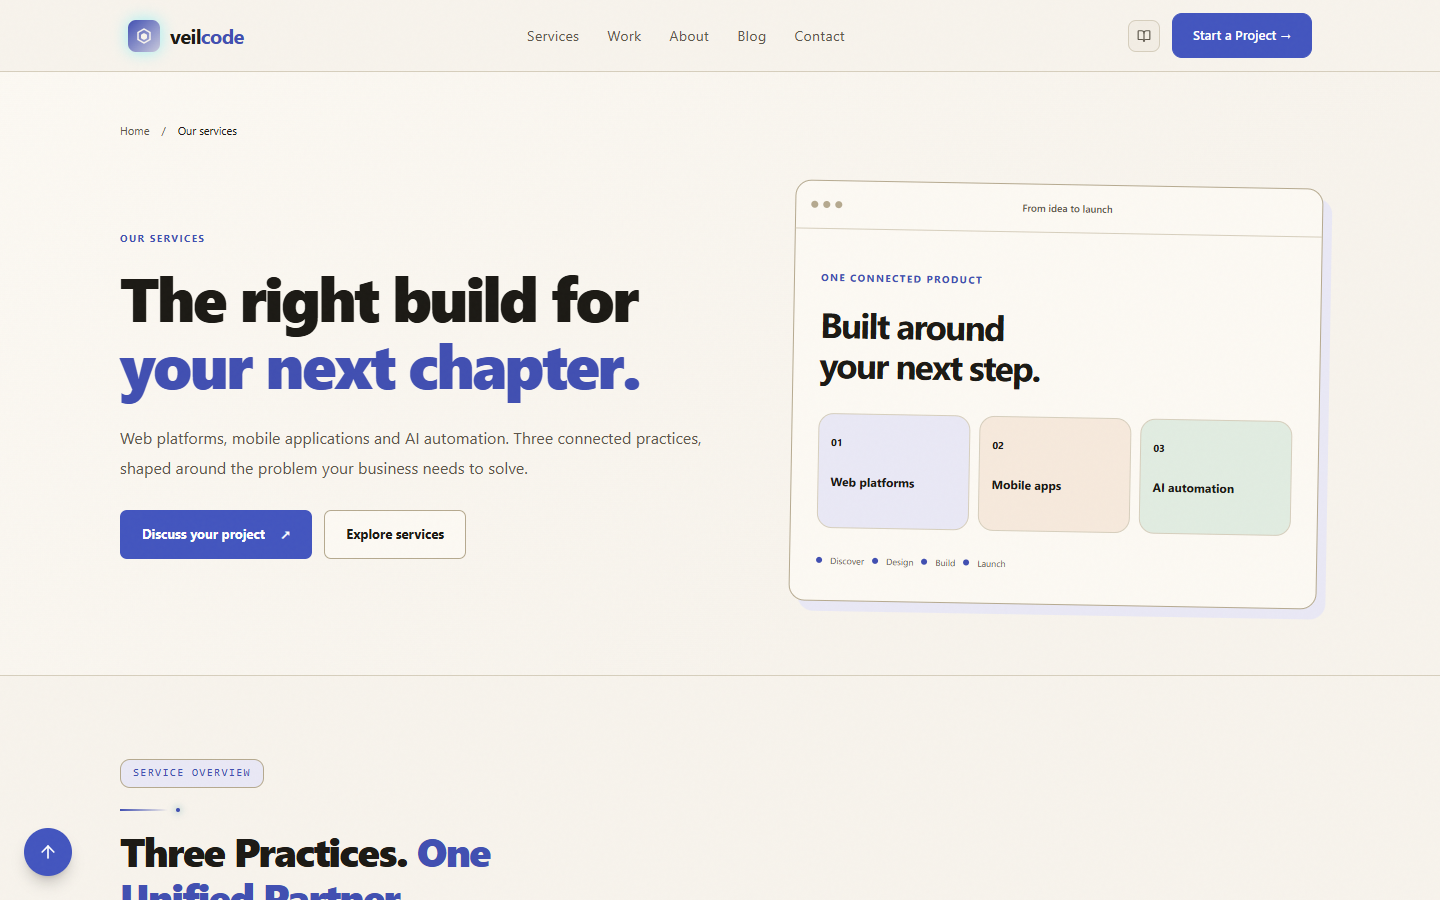 veilcode
Services Work About Blog Contact
Start a Project →
Home / Our services
OUR SERVICES
The right build for
your next chapter.
Web platforms, mobile applications and AI automation. Three connected practices,
shaped around the problem your business needs to solve.
Discuss your project ↗
Explore services
From idea to launch
ONE CONNECTED PRODUCT
Built around
your next step.
01
Web platforms
02
Mobile apps
03
AI automation
Discover Design Build Launch
SERVICE OVERVIEW
Three Practices. One
Unified Partner